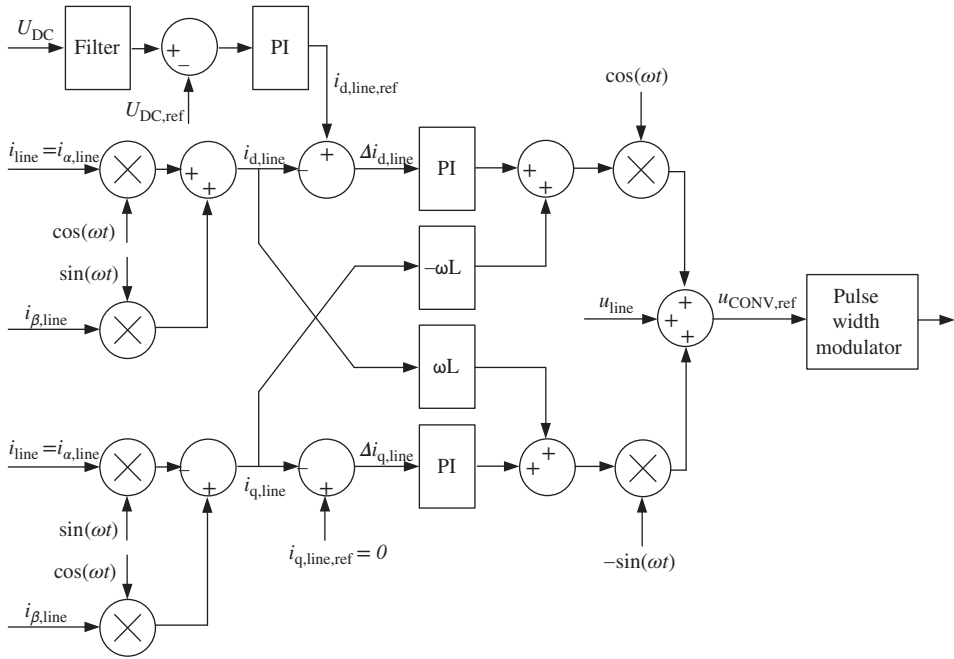 U_DC
Filter
+
−
PI
U_DC,ref
i_d,line,ref
cos(ωt)
i_line = i_α,line
+
+
i_d,line
−
+
Δi_d,line
PI
+
+
cos(ωt)
sin(ωt)
i_β,line
−ωL
u_line
+
+
+
u_CONV,ref
Pulse
width
modulator
ωL
i_line = i_α,line
−
+
i_q,line
−
+
Δi_q,line
PI
+
+
sin(ωt)
cos(ωt)
i_q,line,ref = 0
−sin(ωt)
i_β,line